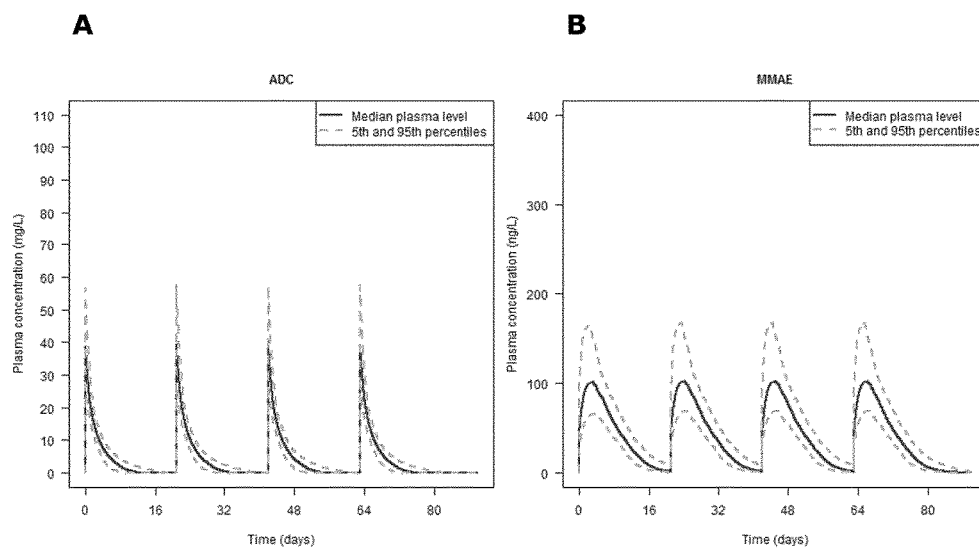 A
ADC
Median plasma level
5th and 95th percentiles
Plasma concentration (mg/L)
110
100
90
80
70
60
50
40
30
20
10
0
0 16 32 48 64 80
Time (days)
B
MMAE
Median plasma level
5th and 95th percentiles
Plasma concentration (ng/L)
400
300
200
100
0
0 16 32 48 64 80
Time (days)